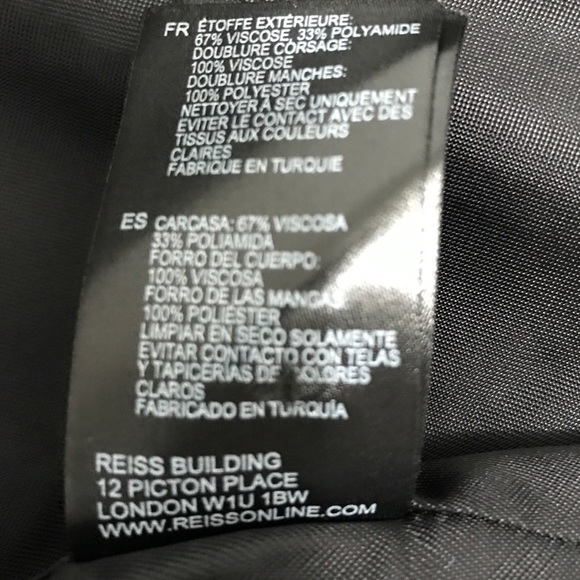 FR ÉTOFFE EXTÉRIEURE:
67% VISCOSE, 33% POLYAMIDE
DOUBLURE CORSAGE:
100% VISCOSE
DOUBLURE MANCHES:
100% POLYESTER
NETTOYER À SEC UNIQUEMENT
EVITER LE CONTACT AVEC DES
TISSUS AUX COULEURS
CLAIRES
FABRIQUE EN TURQUIE
ES CARCASA: 67% VISCOSA
33% POLIAMIDA
FORRO DEL CUERPO:
100% VISCOSA
FORRO DE LAS MANGAS
100% POLIÉSTER
LIMPIAR EN SECO SOLAMENTE
EVITAR CONTACTO CON TELAS
Y TAPICERÍAS DE COLORES
CLAROS
FABRICADO EN TURQUÍA
REISS BUILDING
12 PICTON PLACE
LONDON W1U 1BW
WWW.REISSONLINE.COM